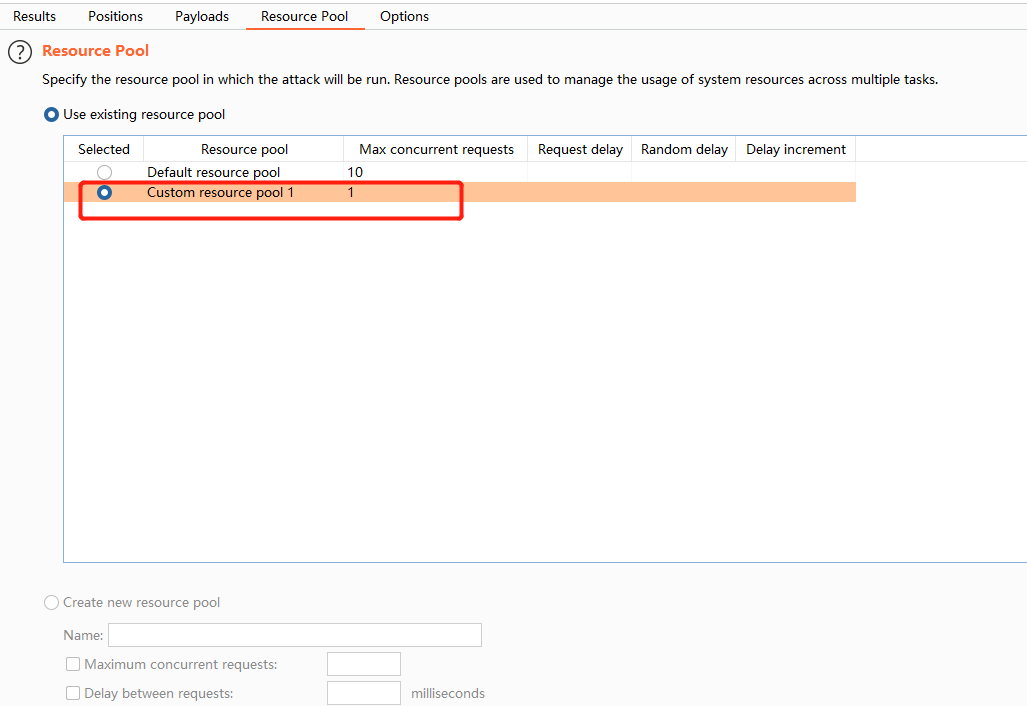 Results Positions Payloads Resource Pool Options
? Resource Pool
Specify the resource pool in which the attack will be run. Resource pools are used to manage the usage of system resources across multiple tasks.
Use existing resource pool
Selected Resource pool Max concurrent requests Request delay Random delay Delay increment
Default resource pool 10
Custom resource pool 1 1
Create new resource pool
Name:
Maximum concurrent requests:
Delay between requests: milliseconds